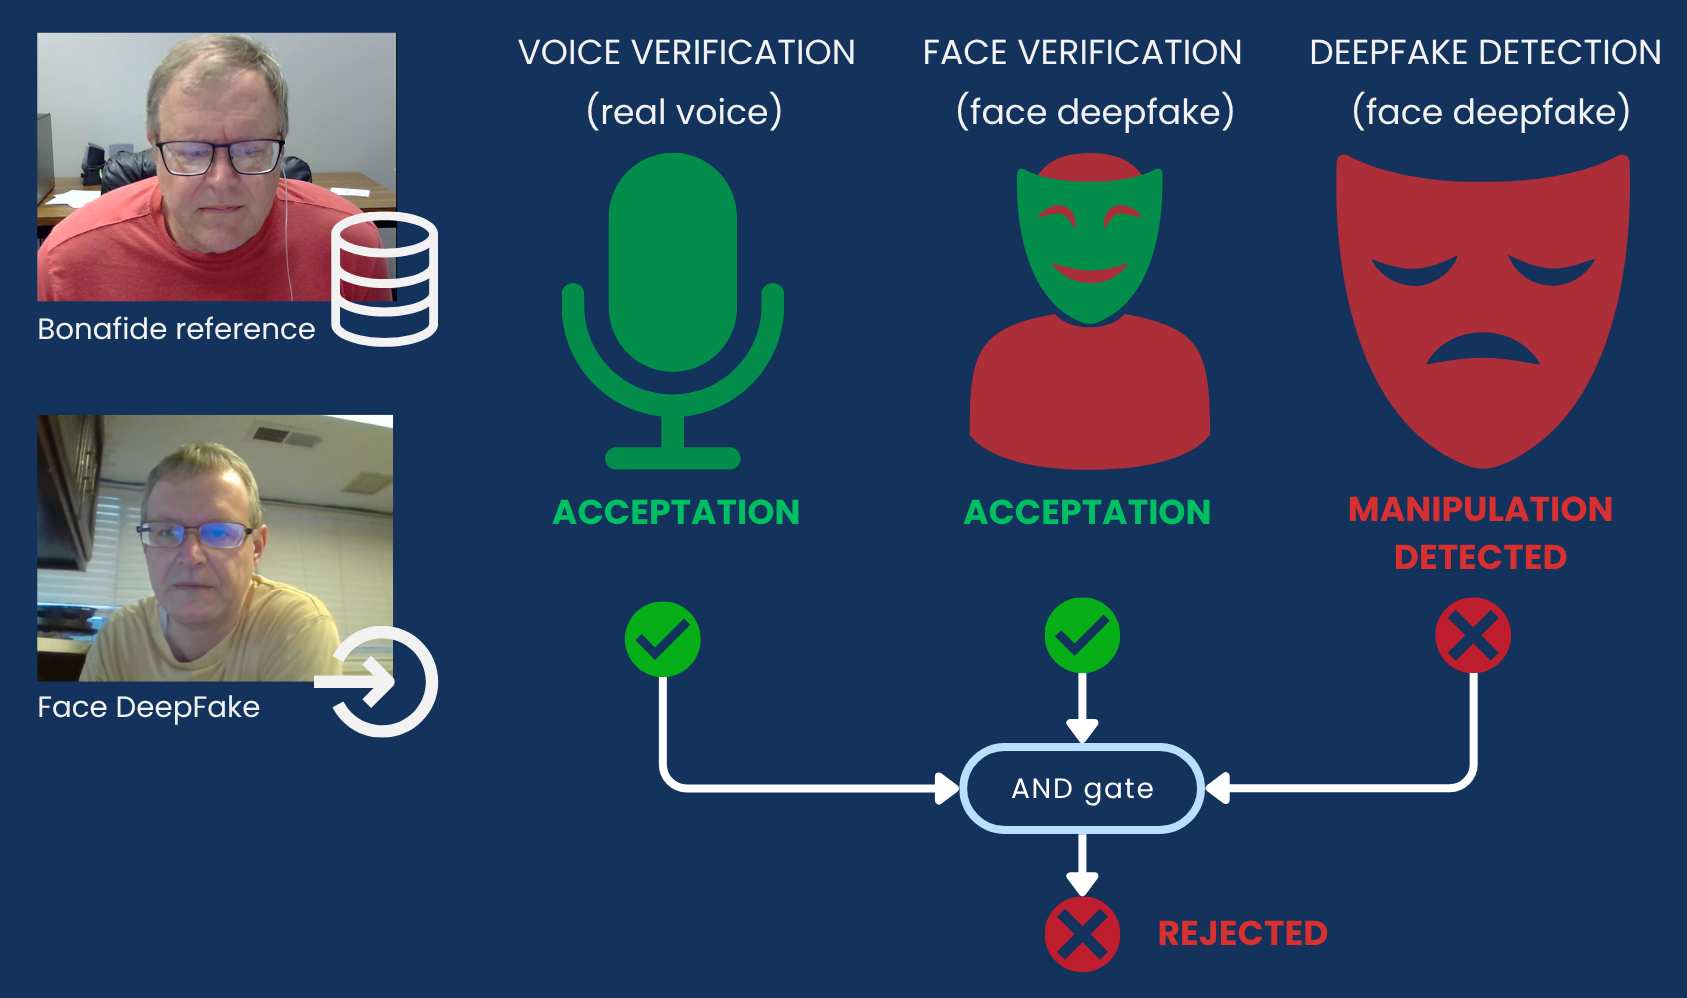 VOICE VERIFICATION
(real voice)
FACE VERIFICATION
(face deepfake)
DEEPFAKE DETECTION
(face deepfake)
Bonafide reference
Face DeepFake
ACCEPTATION
ACCEPTATION
MANIPULATION
DETECTED
AND gate
REJECTED